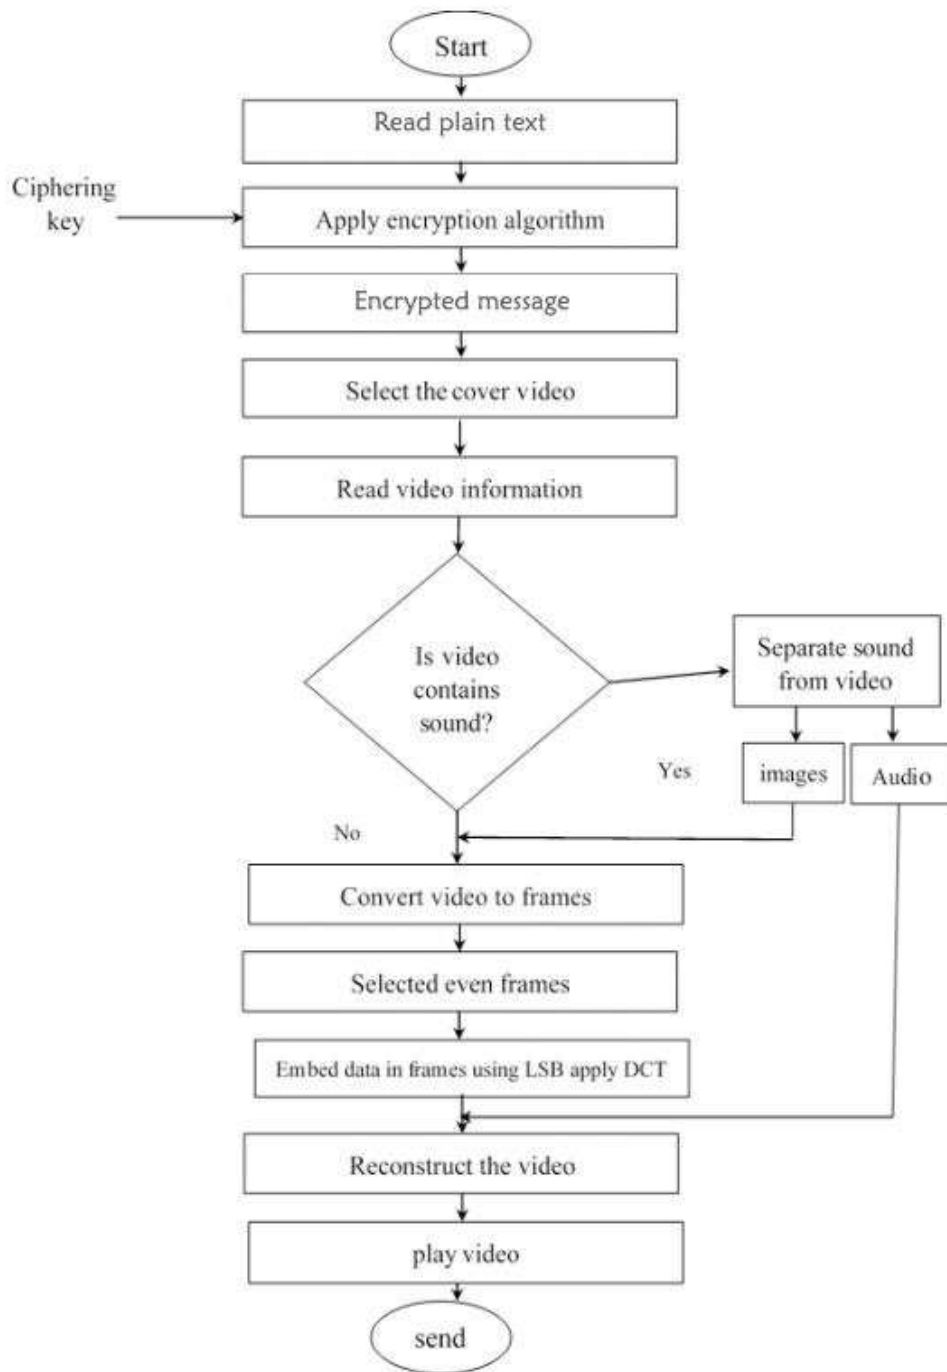 Start
Read plain text
Ciphering
key
Apply encryption algorithm
Encrypted message
Select the cover video
Read video information
Is video
contains
sound?
Separate sound
from video
Yes
images
Audio
No
Convert video to frames
Selected even frames
Embed data in frames using LSB apply DCT
Reconstruct the video
play video
send